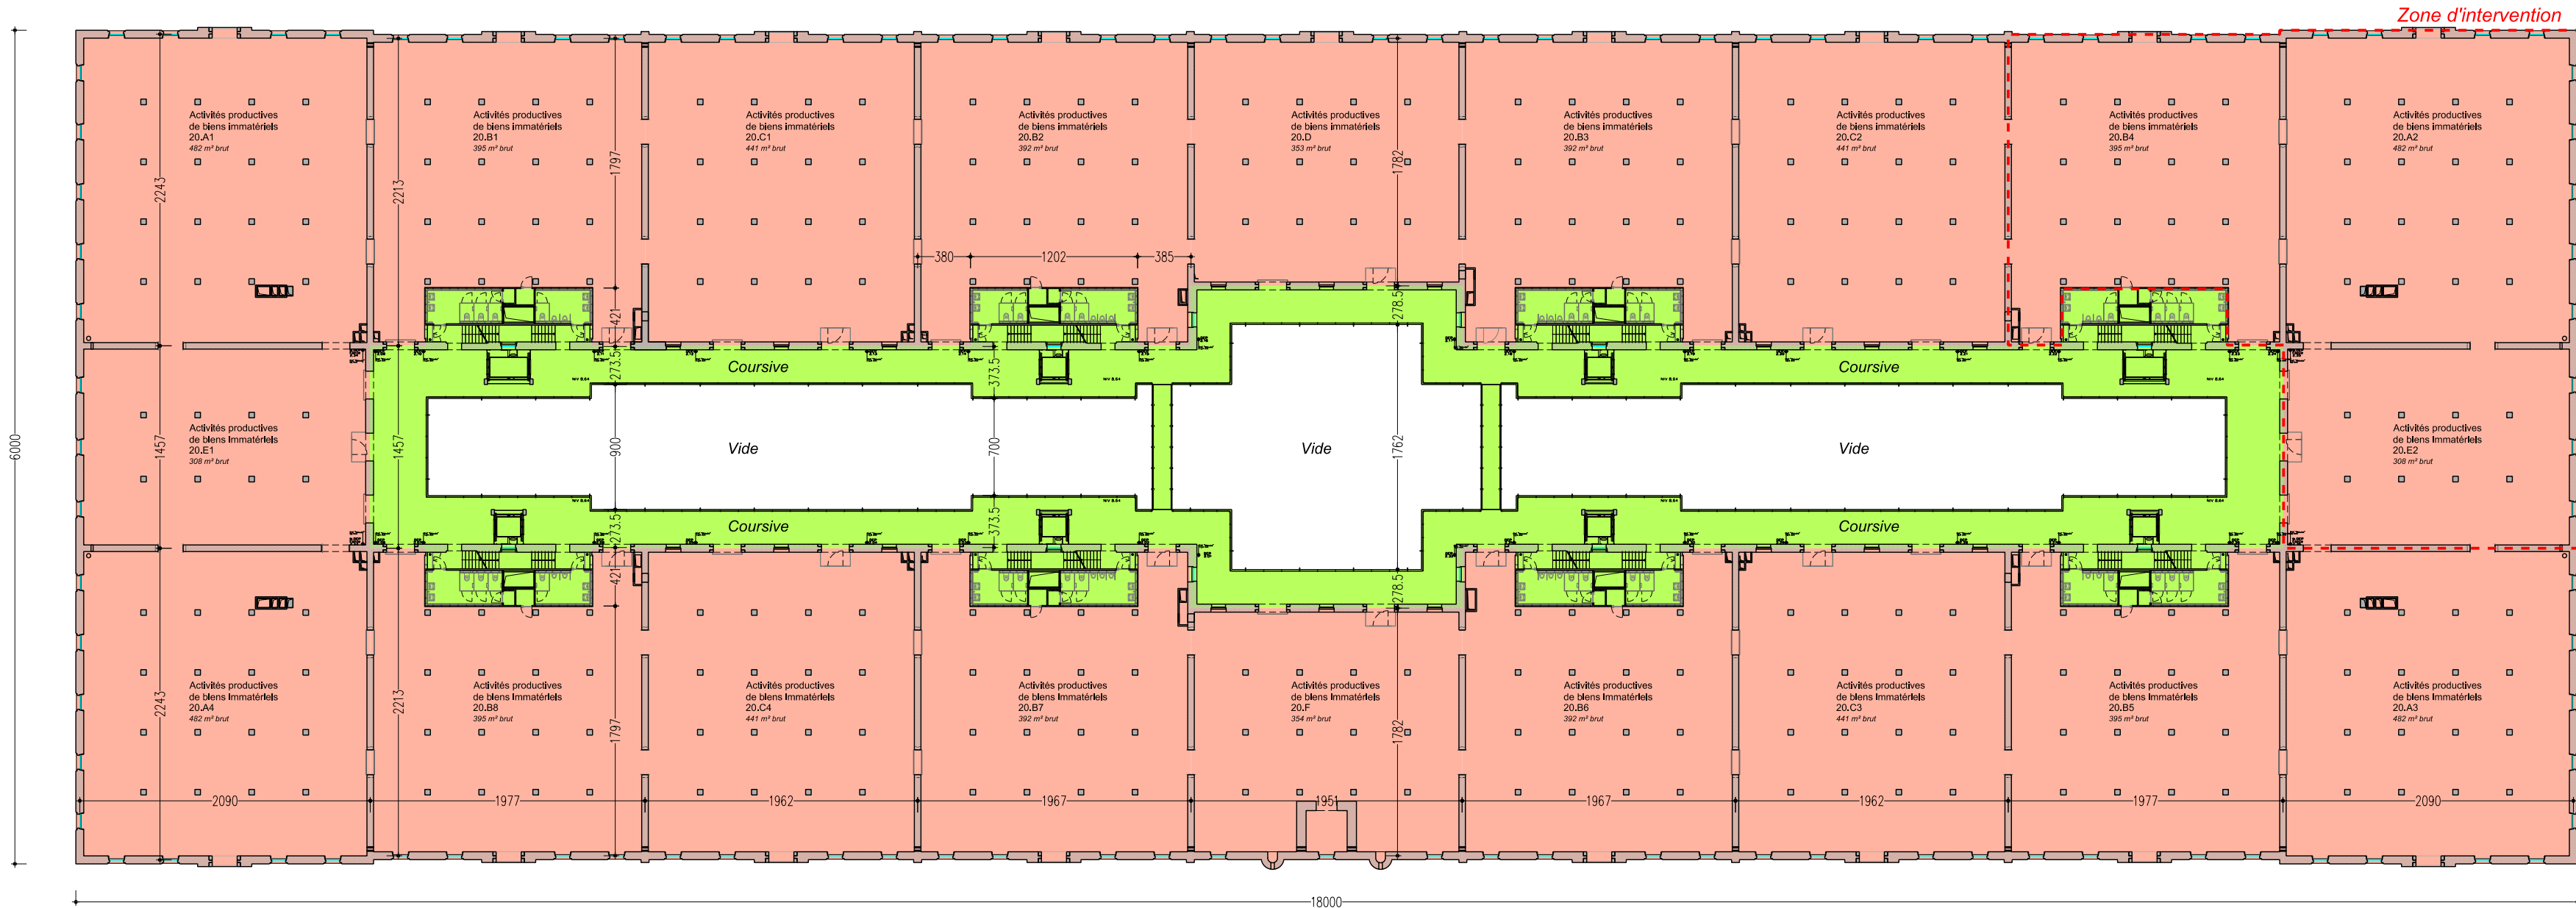 Zone d'intervention
Activités productives
de biens immatériels
20.A1
482 m² brut
Activités productives
de biens immatériels
20.B1
395 m² brut
Activités productives
de biens immatériels
20.C1
441 m² brut
Activités productives
de biens immatériels
20.B2
392 m² brut
Activités productives
de biens immatériels
20.D
353 m² brut
Activités productives
de biens immatériels
20.B3
392 m² brut
Activités productives
de biens immatériels
20.C2
441 m² brut
Activités productives
de biens immatériels
20.B4
395 m² brut
Activités productives
de biens immatériels
20.A2
482 m² brut
2243
2213
1797
1782
380
1202
385
421
278.5
273.5
373.5
Coursive
Coursive
6000
1457
1457
900
700
1762
Vide
Vide
Vide
Activités productives
de biens immatériels
20.E1
308 m² brut
Activités productives
de biens immatériels
20.E2
308 m² brut
273.5
373.5
Coursive
Coursive
421
278.5
2243
2213
1797
1782
Activités productives
de biens immatériels
20.A4
482 m² brut
Activités productives
de biens immatériels
20.B8
395 m² brut
Activités productives
de biens immatériels
20.C4
441 m² brut
Activités productives
de biens immatériels
20.B7
392 m² brut
Activités productives
de biens immatériels
20.F
354 m² brut
Activités productives
de biens immatériels
20.B6
392 m² brut
Activités productives
de biens immatériels
20.C3
441 m² brut
Activités productives
de biens immatériels
20.B5
395 m² brut
Activités productives
de biens immatériels
20.A3
482 m² brut
2090
1977
1962
1967
1951
1967
1962
1977
2090
18000